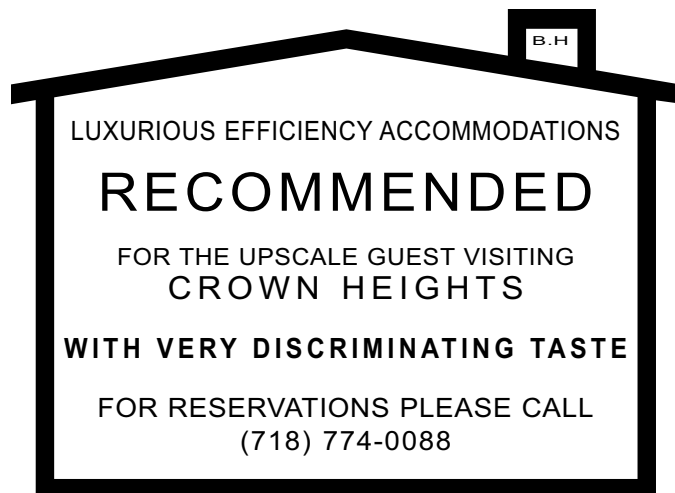 B.H
LUXURIOUS EFFICIENCY ACCOMMODATIONS
RECOMMENDED
FOR THE UPSCALE GUEST VISITING
CROWN HEIGHTS
WITH VERY DISCRIMINATING TASTE
FOR RESERVATIONS PLEASE CALL
(718) 774-0088